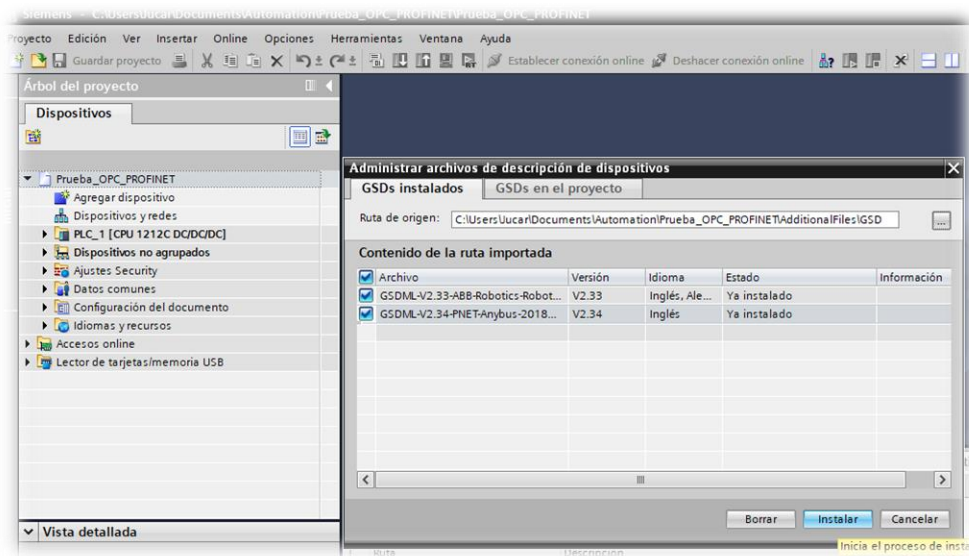 Siemens - C:\Users\Jucar\Documents\Automation\Prueba_OPC_PROFINET\Prueba_OPC_PROFINET
Proyecto Edición Ver Insertar Online Opciones Herramientas Ventana Ayuda
Guardar proyecto Establecer conexión online Deshacer conexión online
Árbol del proyecto
Dispositivos
Prueba_OPC_PROFINET
Agregar dispositivo
Dispositivos y redes
PLC_1 [CPU 1212C DC/DC/DC]
Dispositivos no agrupados
Ajustes Security
Datos comunes
Configuración del documento
Idiomas y recursos
Accesos online
Lector de tarjetas/memoria USB
Vista detallada
Administrar archivos de descripción de dispositivos
GSDs instalados GSDs en el proyecto
Ruta de origen: C:\Users\Jucar\Documents\Automation\Prueba_OPC_PROFINET\AdditionalFiles\GSD ...
Contenido de la ruta importada
Archivo Versión Idioma Estado Información
GSDML-V2.33-ABB-Robotics-Robot... V2.33 Inglés, Ale... Ya instalado
GSDML-V2.34-PNET-Anybus-2018... V2.34 Inglés Ya instalado
Borrar Instalar Cancelar
Inicia el proceso de insta
Ruta Descripción